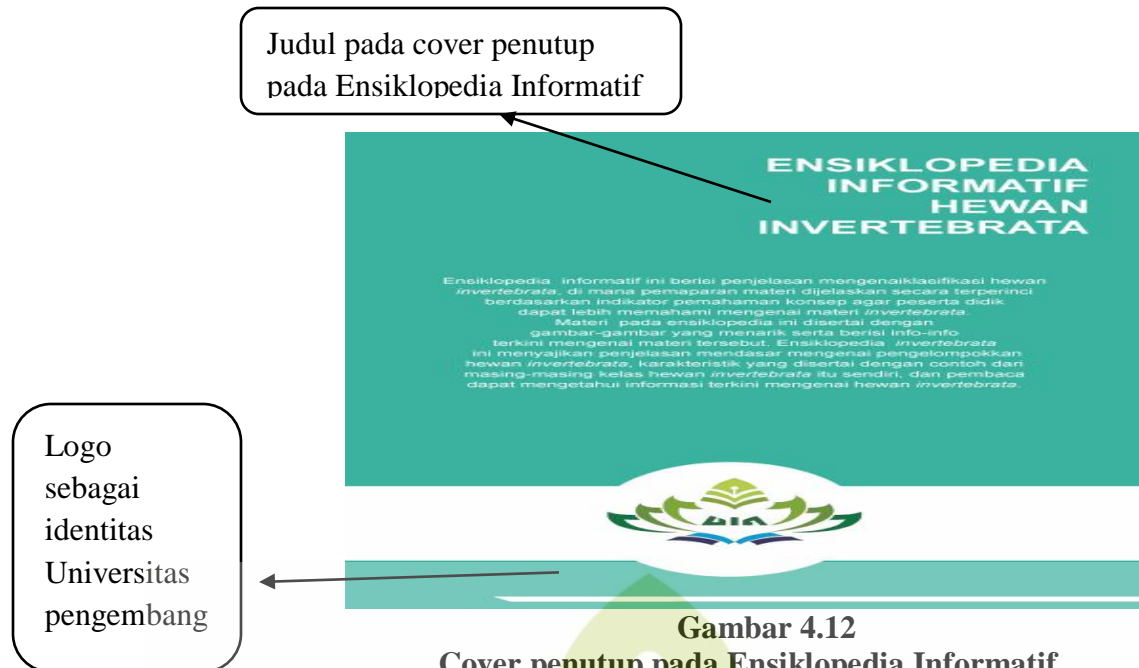 Judul pada cover penutup
pada Ensiklopedia Informatif
ENSIKLOPEDIA
INFORMATIF
HEWAN
INVERTEBRATA
Ensiklopedia informatif ini berisi penjelasan mengenaiklasifikasi hewan
invertebrata, di mana pemaparan materi dijelaskan secara terperinci
berdasarkan indikator pemahaman konsep agar peserta didik
dapat lebih memahami mengenai materi invertebrata.
Materi pada ensiklopedia ini disertai dengan
gambar-gambar yang menarik serta berisi info-info
terkini mengenai materi tersebut. Ensiklopedia invertebrata
ini menyajikan penjelasan mendasar mengenai pengelompokkan
hewan invertebrata, karakteristik yang disertai dengan contoh dari
masing-masing kelas hewan invertebrata itu sendiri, dan pembaca
dapat mengetahui informasi terkini mengenai hewan invertebrata.
Logo
sebagai
identitas
Universitas
pengembang
UIN
Gambar 4.12
Cover penutup pada Ensiklopedia Informatif